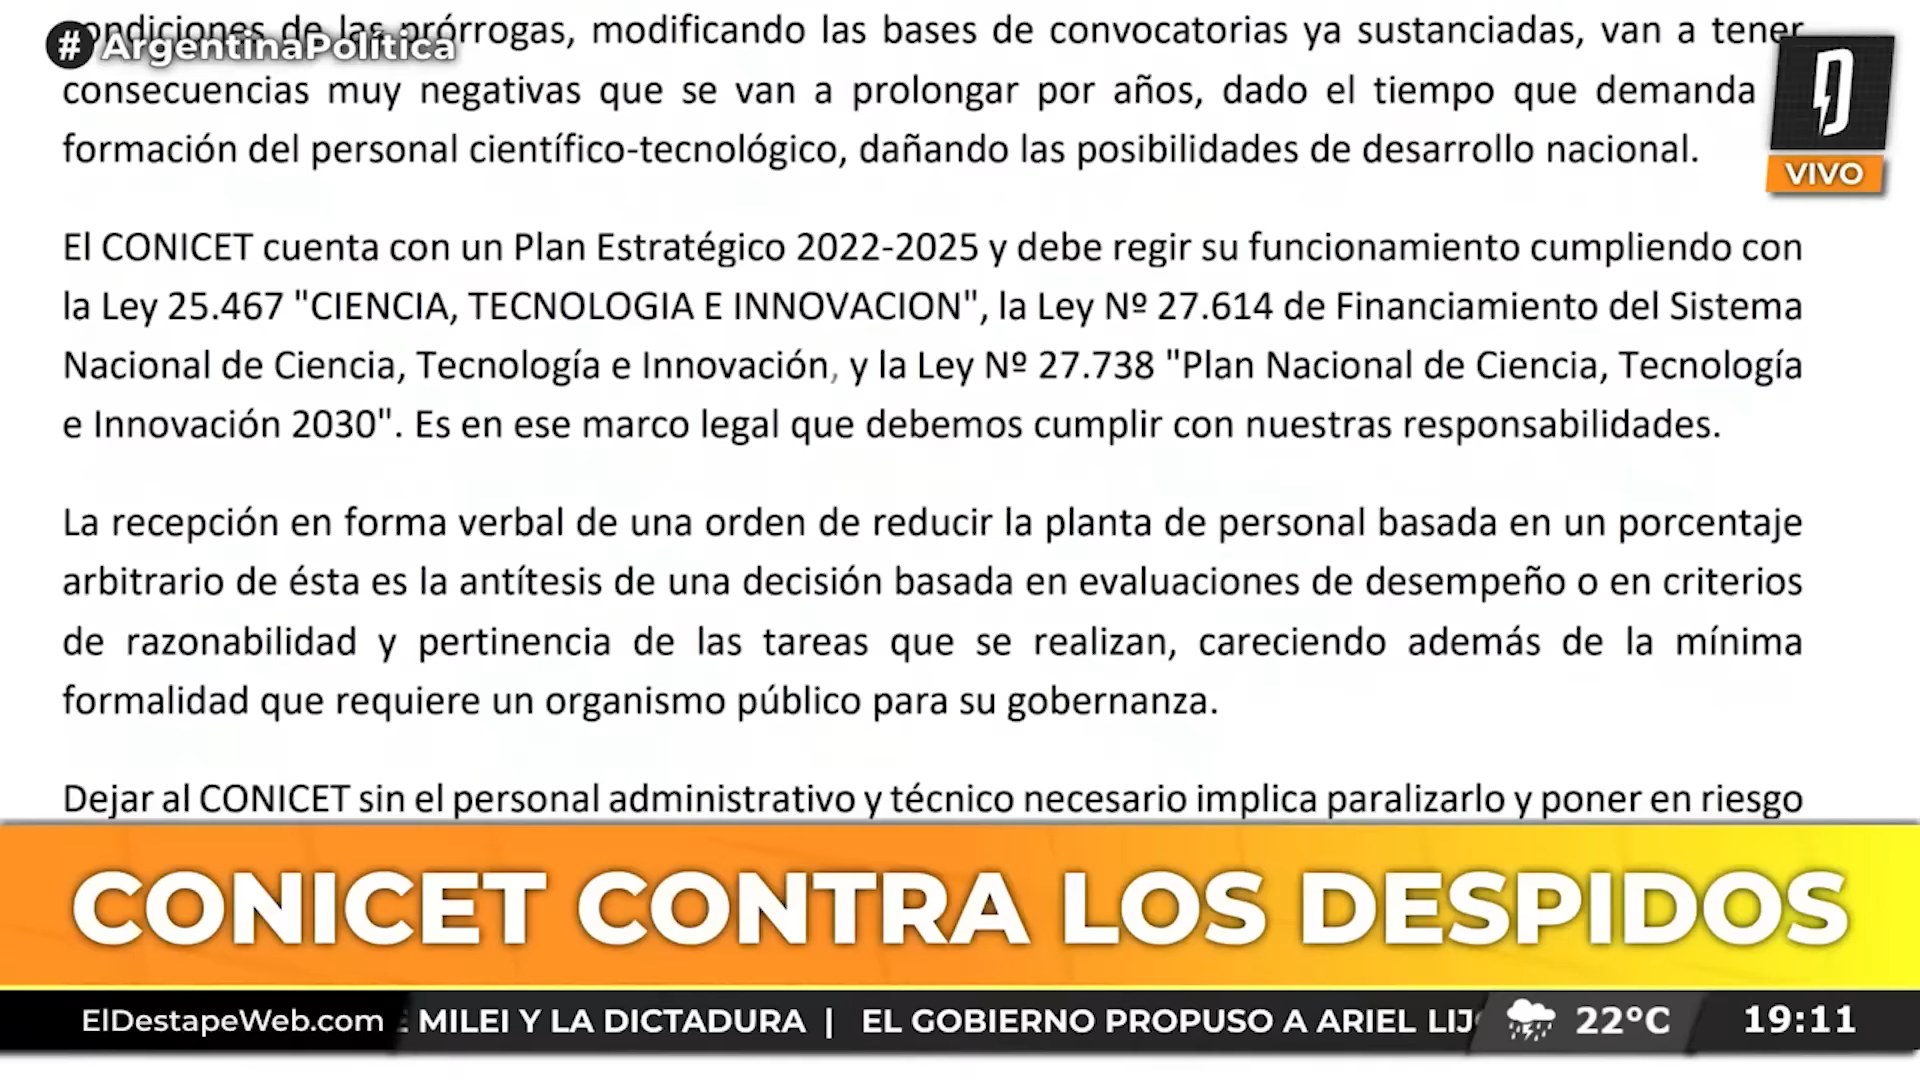 condiciones de las prórrogas, modificando las bases de convocatorias ya sustanciadas, van a tener
# ArgentinaPolítica
consecuencias muy negativas que se van a prolongar por años, dado el tiempo que demanda
formación del personal científico-tecnológico, dañando las posibilidades de desarrollo nacional.
VIVO
El CONICET cuenta con un Plan Estratégico 2022-2025 y debe regir su funcionamiento cumpliendo con
la Ley 25.467 "CIENCIA, TECNOLOGIA E INNOVACION", la Ley Nº 27.614 de Financiamiento del Sistema
Nacional de Ciencia, Tecnología e Innovación, y la Ley Nº 27.738 "Plan Nacional de Ciencia, Tecnología
e Innovación 2030". Es en ese marco legal que debemos cumplir con nuestras responsabilidades.
La recepción en forma verbal de una orden de reducir la planta de personal basada en un porcentaje
arbitrario de ésta es la antítesis de una decisión basada en evaluaciones de desempeño o en criterios
de razonabilidad y pertinencia de las tareas que se realizan, careciendo además de la mínima
formalidad que requiere un organismo público para su gobernanza.
Dejar al CONICET sin el personal administrativo y técnico necesario implica paralizarlo y poner en riesgo
CONICET CONTRA LOS DESPIDOS
ElDestapeWeb.com MILEI Y LA DICTADURA | EL GOBIERNO PROPUSO A ARIEL LIJ 22°C 19:11